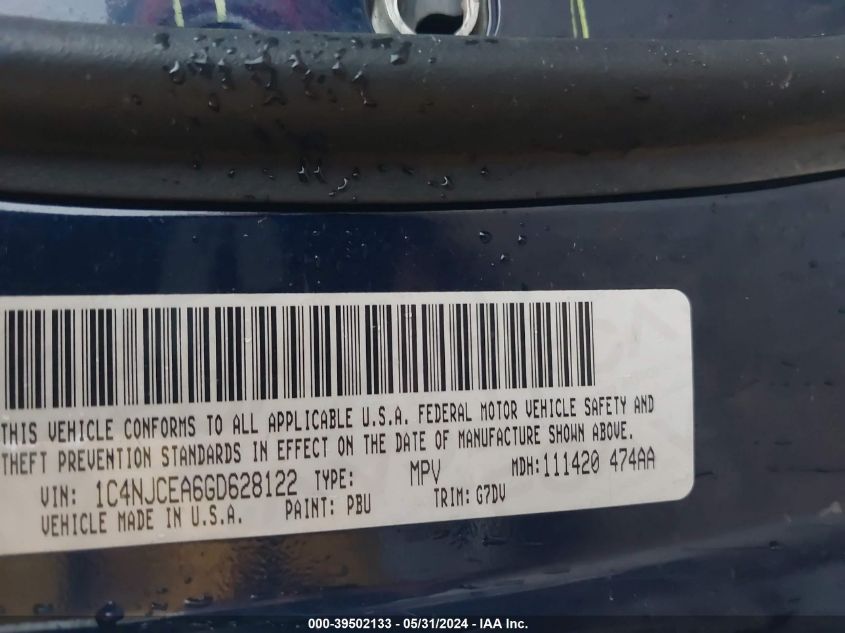 THIS VEHICLE CONFORMS TO ALL APPLICABLE U.S.A. FEDERAL MOTOR VEHICLE SAFETY AND
THEFT PREVENTION STANDARDS IN EFFECT ON THE DATE OF MANUFACTURE SHOWN ABOVE.
VIN: 1C4NJCEA6GD628122 TYPE: MPV MDH:111420 474AA
VEHICLE MADE IN U.S.A. PAINT: PBU TRIM: G7DV
000-39502133 - 05/31/2024 - IAA Inc.